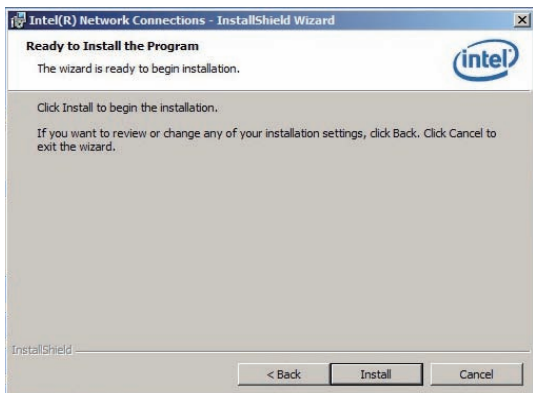 Intel(R) Network Connections - InstallShield Wizard
Ready to Install the Program
The wizard is ready to begin installation.
intel
Click Install to begin the installation.
If you want to review or change any of your installation settings, click Back. Click Cancel to
exit the wizard.
InstallShield
< Back Install Cancel